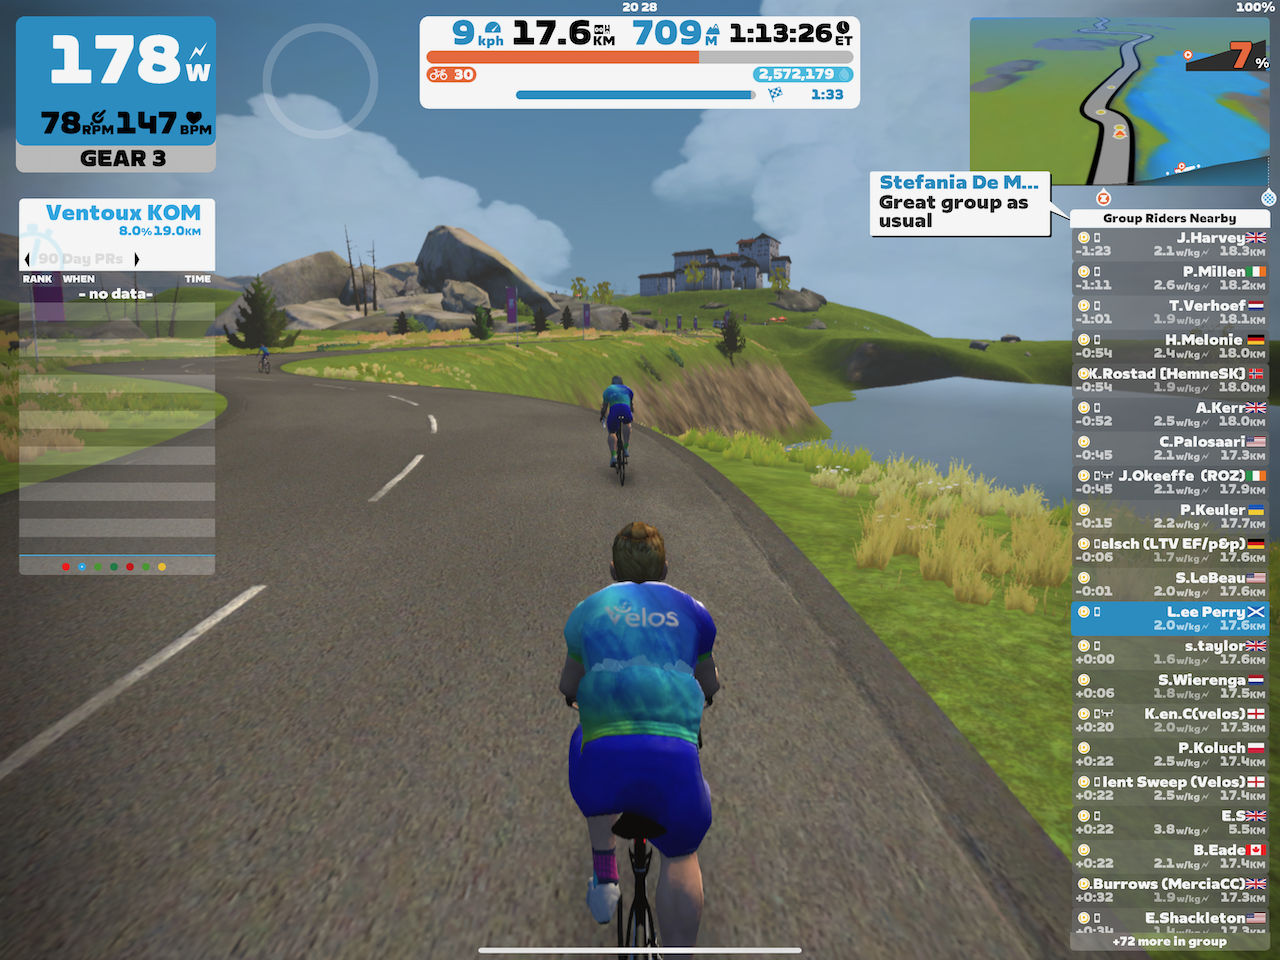 20 28
100%
178 W
78 RPM 147 BPM
GEAR 3
9 kph 17.6 KM 709 M 1:13:26 ET
30
2,572,179
1:33
7 %
Ventoux KOM
8.0% 19.0KM
90 Day PRs
RANK WHEN TIME
- no data-
Stefania De M...
Great group as
usual
Velos
Group Riders Nearby
J.Harvey
-1:23 2.1w/kg 18.3KM
P.Millen
-1:11 2.6w/kg 18.2KM
T.Verhoef
-1:01 1.9w/kg 18.1KM
H.Melonie
-0:54 2.4w/kg 18.0KM
K.Rostad [HemneSK]
-0:54 1.9w/kg 18.0KM
A.Kerr
-0:52 2.5w/kg 18.0KM
C.Palosaari
-0:45 2.1w/kg 17.3KM
J.Okeeffe (ROZ)
-0:45 2.1w/kg 17.9KM
P.Keuler
-0:15 2.2w/kg 17.7KM
elsch (LTV EF/p&p)
-0:06 1.7w/kg 17.6KM
S.LeBeau
-0:01 2.0w/kg 17.6KM
L.ee Perry
2.0w/kg 17.6KM
s.taylor
+0:00 1.6w/kg 17.6KM
S.Wierenga
+0:06 1.8w/kg 17.5KM
K.en.C(velos)
+0:20 2.0w/kg 17.3KM
P.Koluch
+0:22 2.5w/kg 17.4KM
lent Sweep (Velos)
+0:22 2.5w/kg 17.4KM
E.S
+0:22 3.8w/kg 5.5KM
B.Eade
+0:22 2.1w/kg 17.4KM
.Burrows (MerciaCC)
+0:32 1.9w/kg 17.3KM
E.Shackleton
+0:34 1.4w/kg 17.3KM
+72 more in group